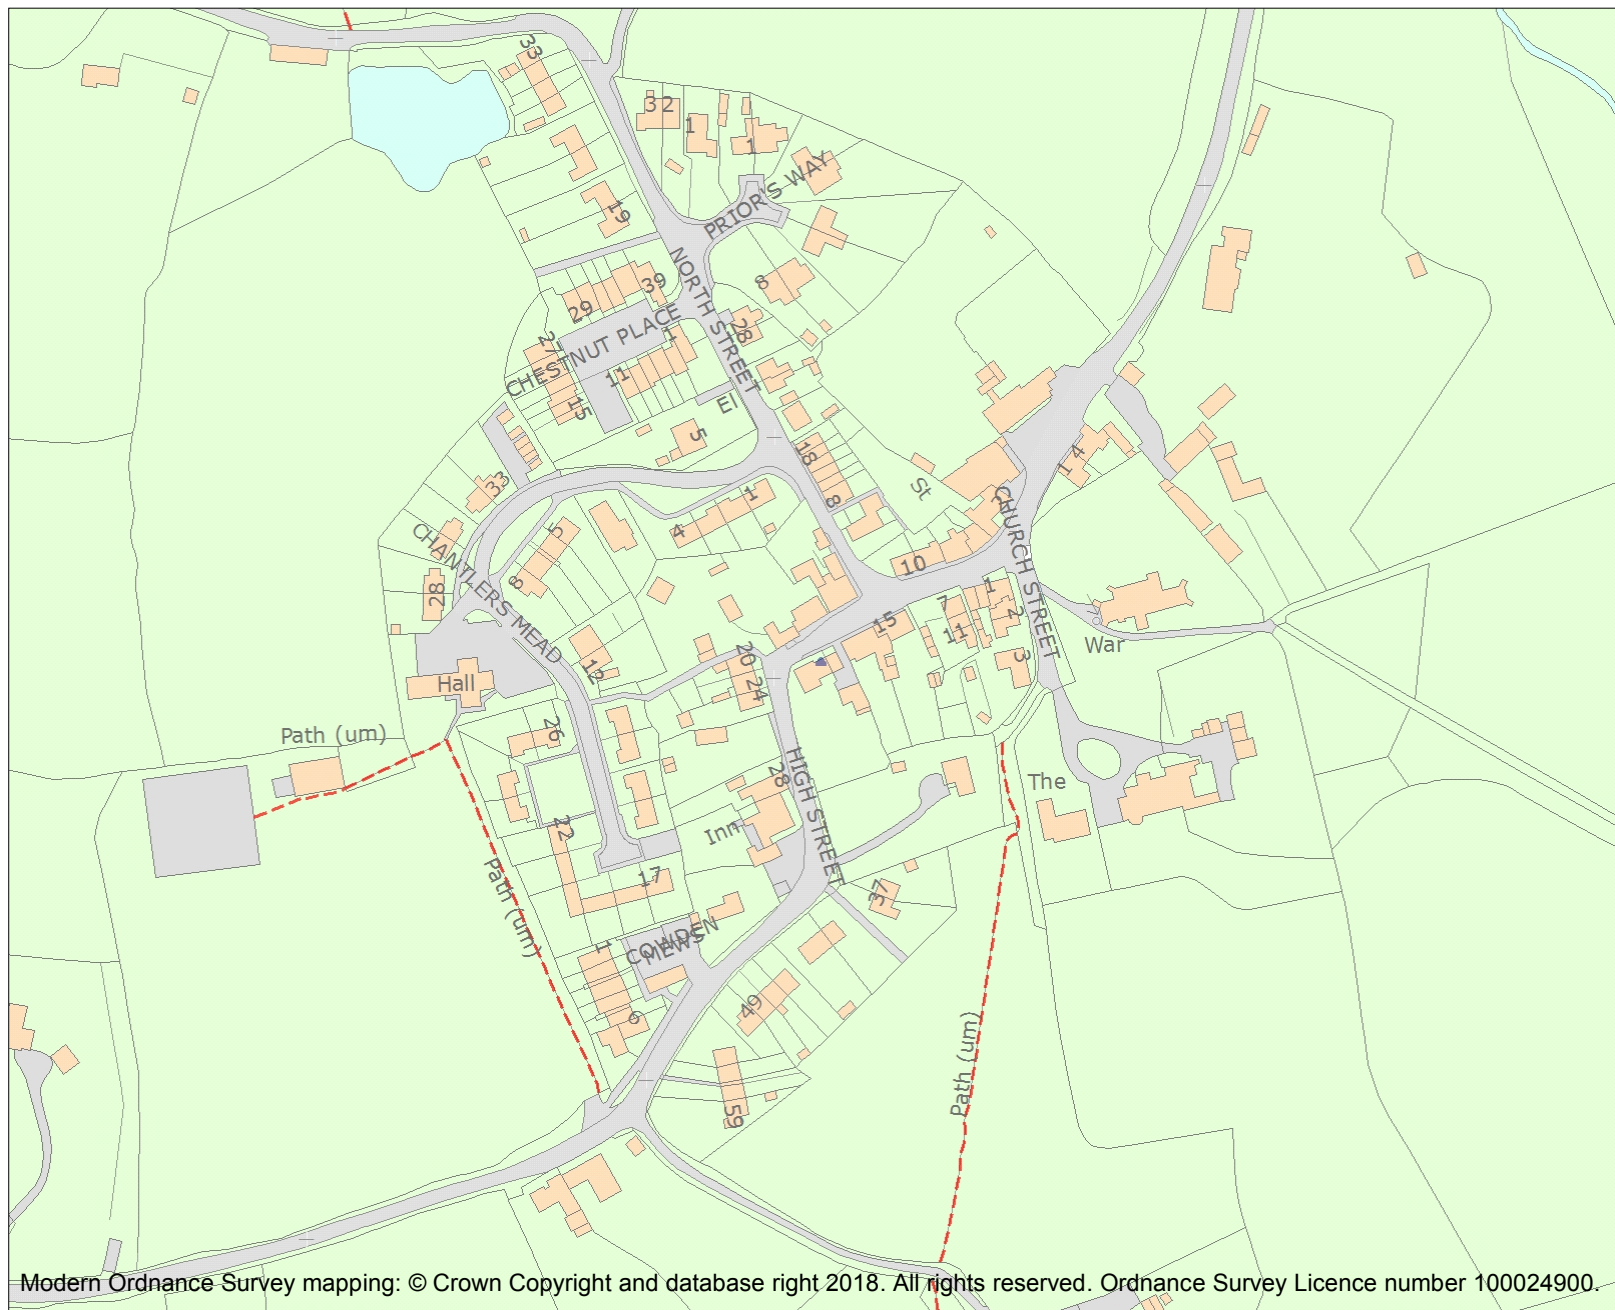 33
32
1
1
PRIOR'S WAY
19
NORTH STREET
39
8
29
CHESTNUT PLACE
1
28
27
11
15
El
5
18
14
33
St
8
1
4
CHURCH STREET
5
CHANTLERS MEAD
10
8
28
1
7
2
15
11
War
3
20
24
12
Hall
26
Path (um)
HIGH STREET
28
The
Inn
22
17
Path (um)
37
COWDEN
MEWS
1
49
6
Path (um)
59
Modern Ordnance Survey mapping: © Crown Copyright and database right 2018. All rights reserved. Ordnance Survey Licence number 100024900.